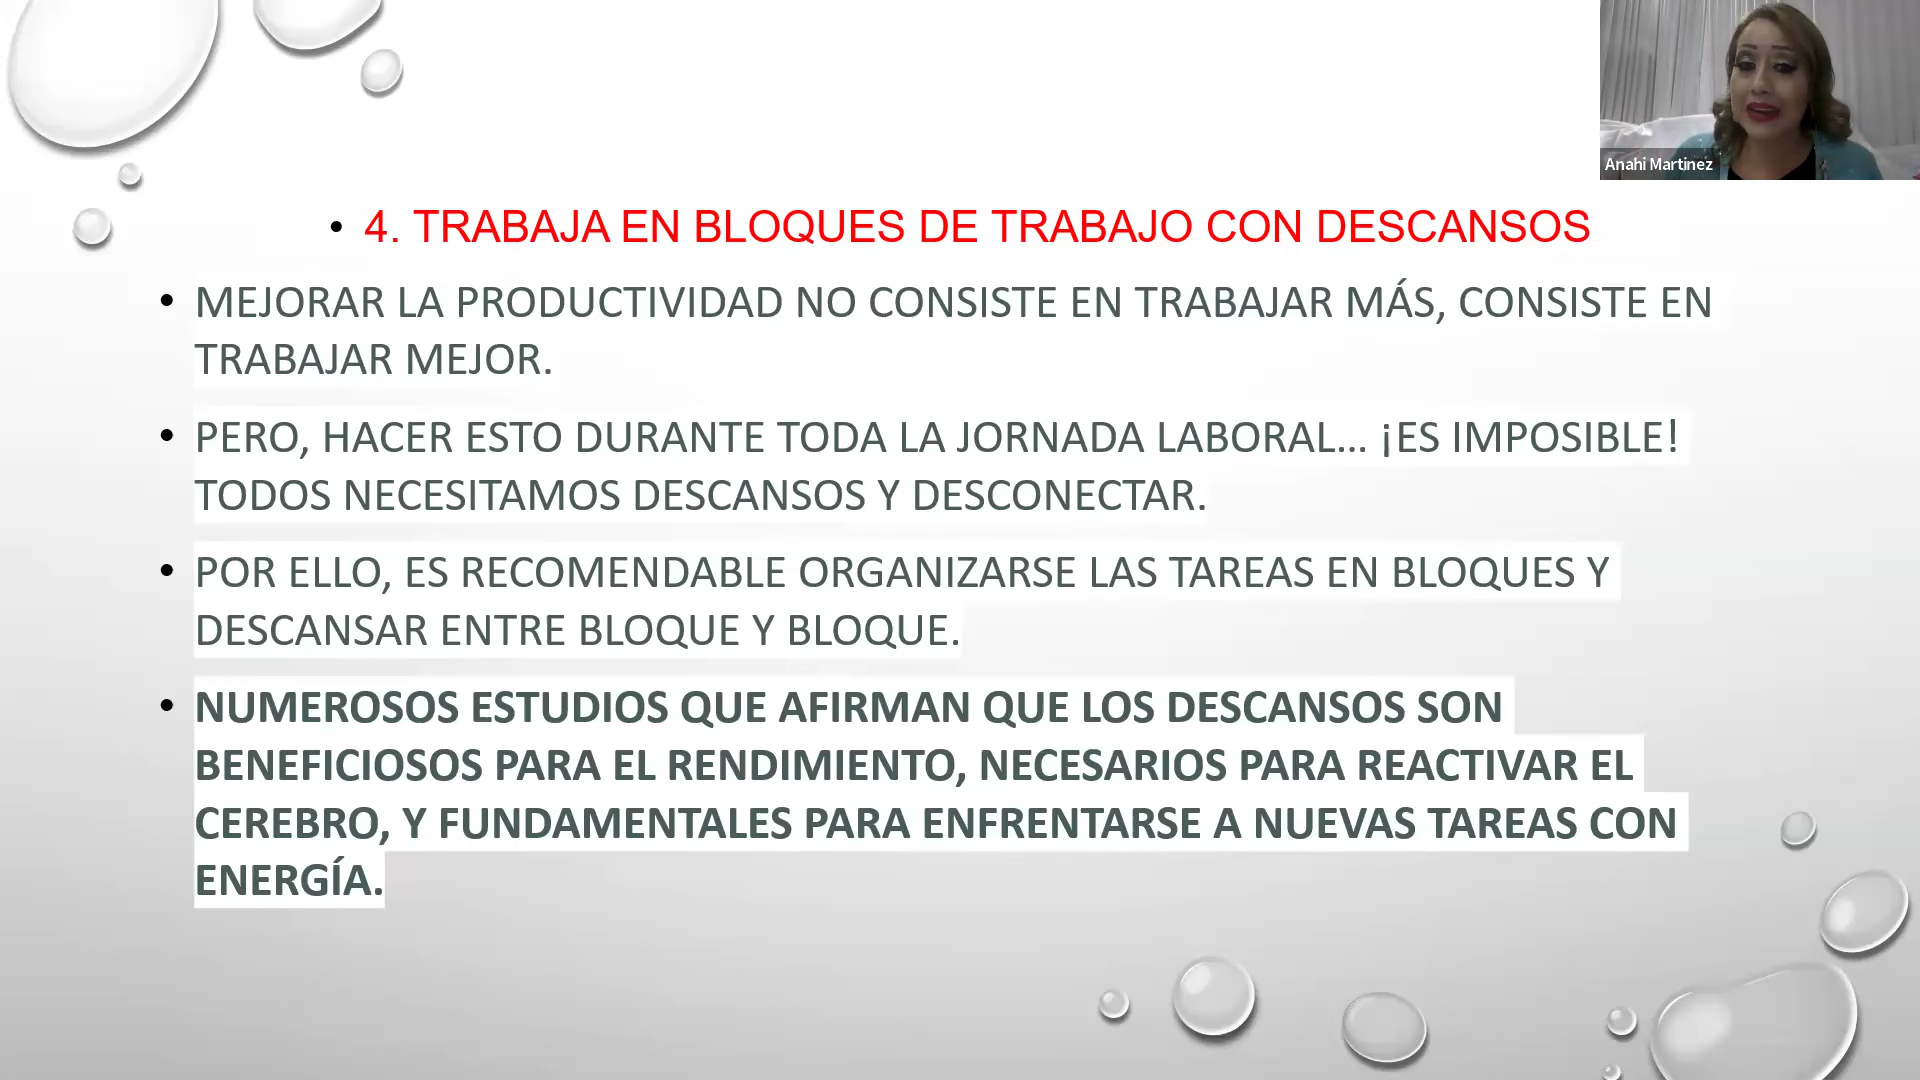 Anahi Martinez
• 4. TRABAJA EN BLOQUES DE TRABAJO CON DESCANSOS
• MEJORAR LA PRODUCTIVIDAD NO CONSISTE EN TRABAJAR MÁS, CONSISTE EN
TRABAJAR MEJOR.
• PERO, HACER ESTO DURANTE TODA LA JORNADA LABORAL... ¡ES IMPOSIBLE!
TODOS NECESITAMOS DESCANSOS Y DESCONECTAR.
• POR ELLO, ES RECOMENDABLE ORGANIZARSE LAS TAREAS EN BLOQUES Y
DESCANSAR ENTRE BLOQUE Y BLOQUE.
• NUMEROSOS ESTUDIOS QUE AFIRMAN QUE LOS DESCANSOS SON
BENEFICIOSOS PARA EL RENDIMIENTO, NECESARIOS PARA REACTIVAR EL
CEREBRO, Y FUNDAMENTALES PARA ENFRENTARSE A NUEVAS TAREAS CON
ENERGÍA.